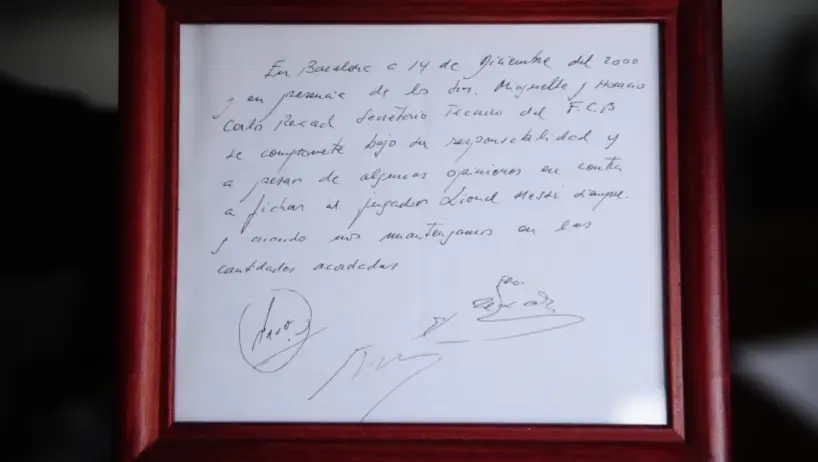 En Barcelona a 14 de Diciembre del 2000
y en presencia de los Srs. Minguella y Horacio
Carles Rexach Secretario Tecnico del F.C.B
se compromete bajo su responsabilidad y
a pesar de algunas opiniones en contra
a fichar al jugador Lionel Messi siempre
y cuando nos mantengamos en las
cantidades acordadas